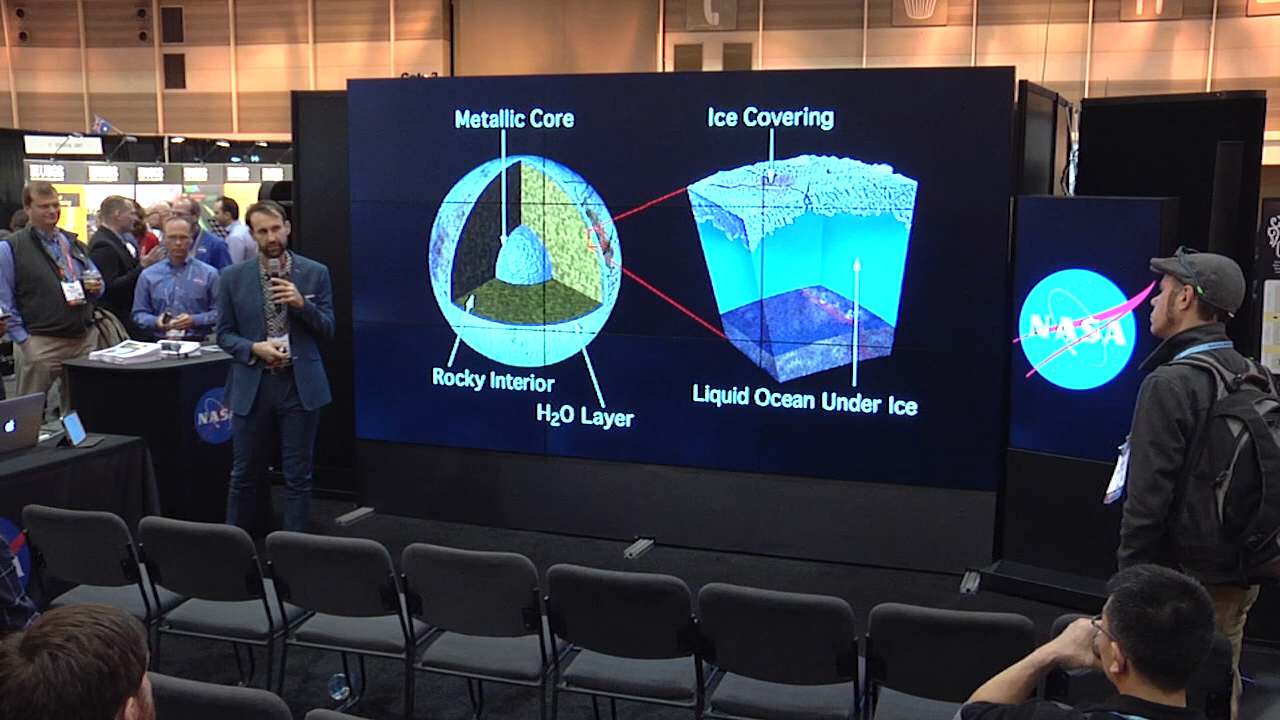 Metallic Core
Ice Covering
Rocky Interior
H₂O Layer
Liquid Ocean Under Ice
NASA
NASA